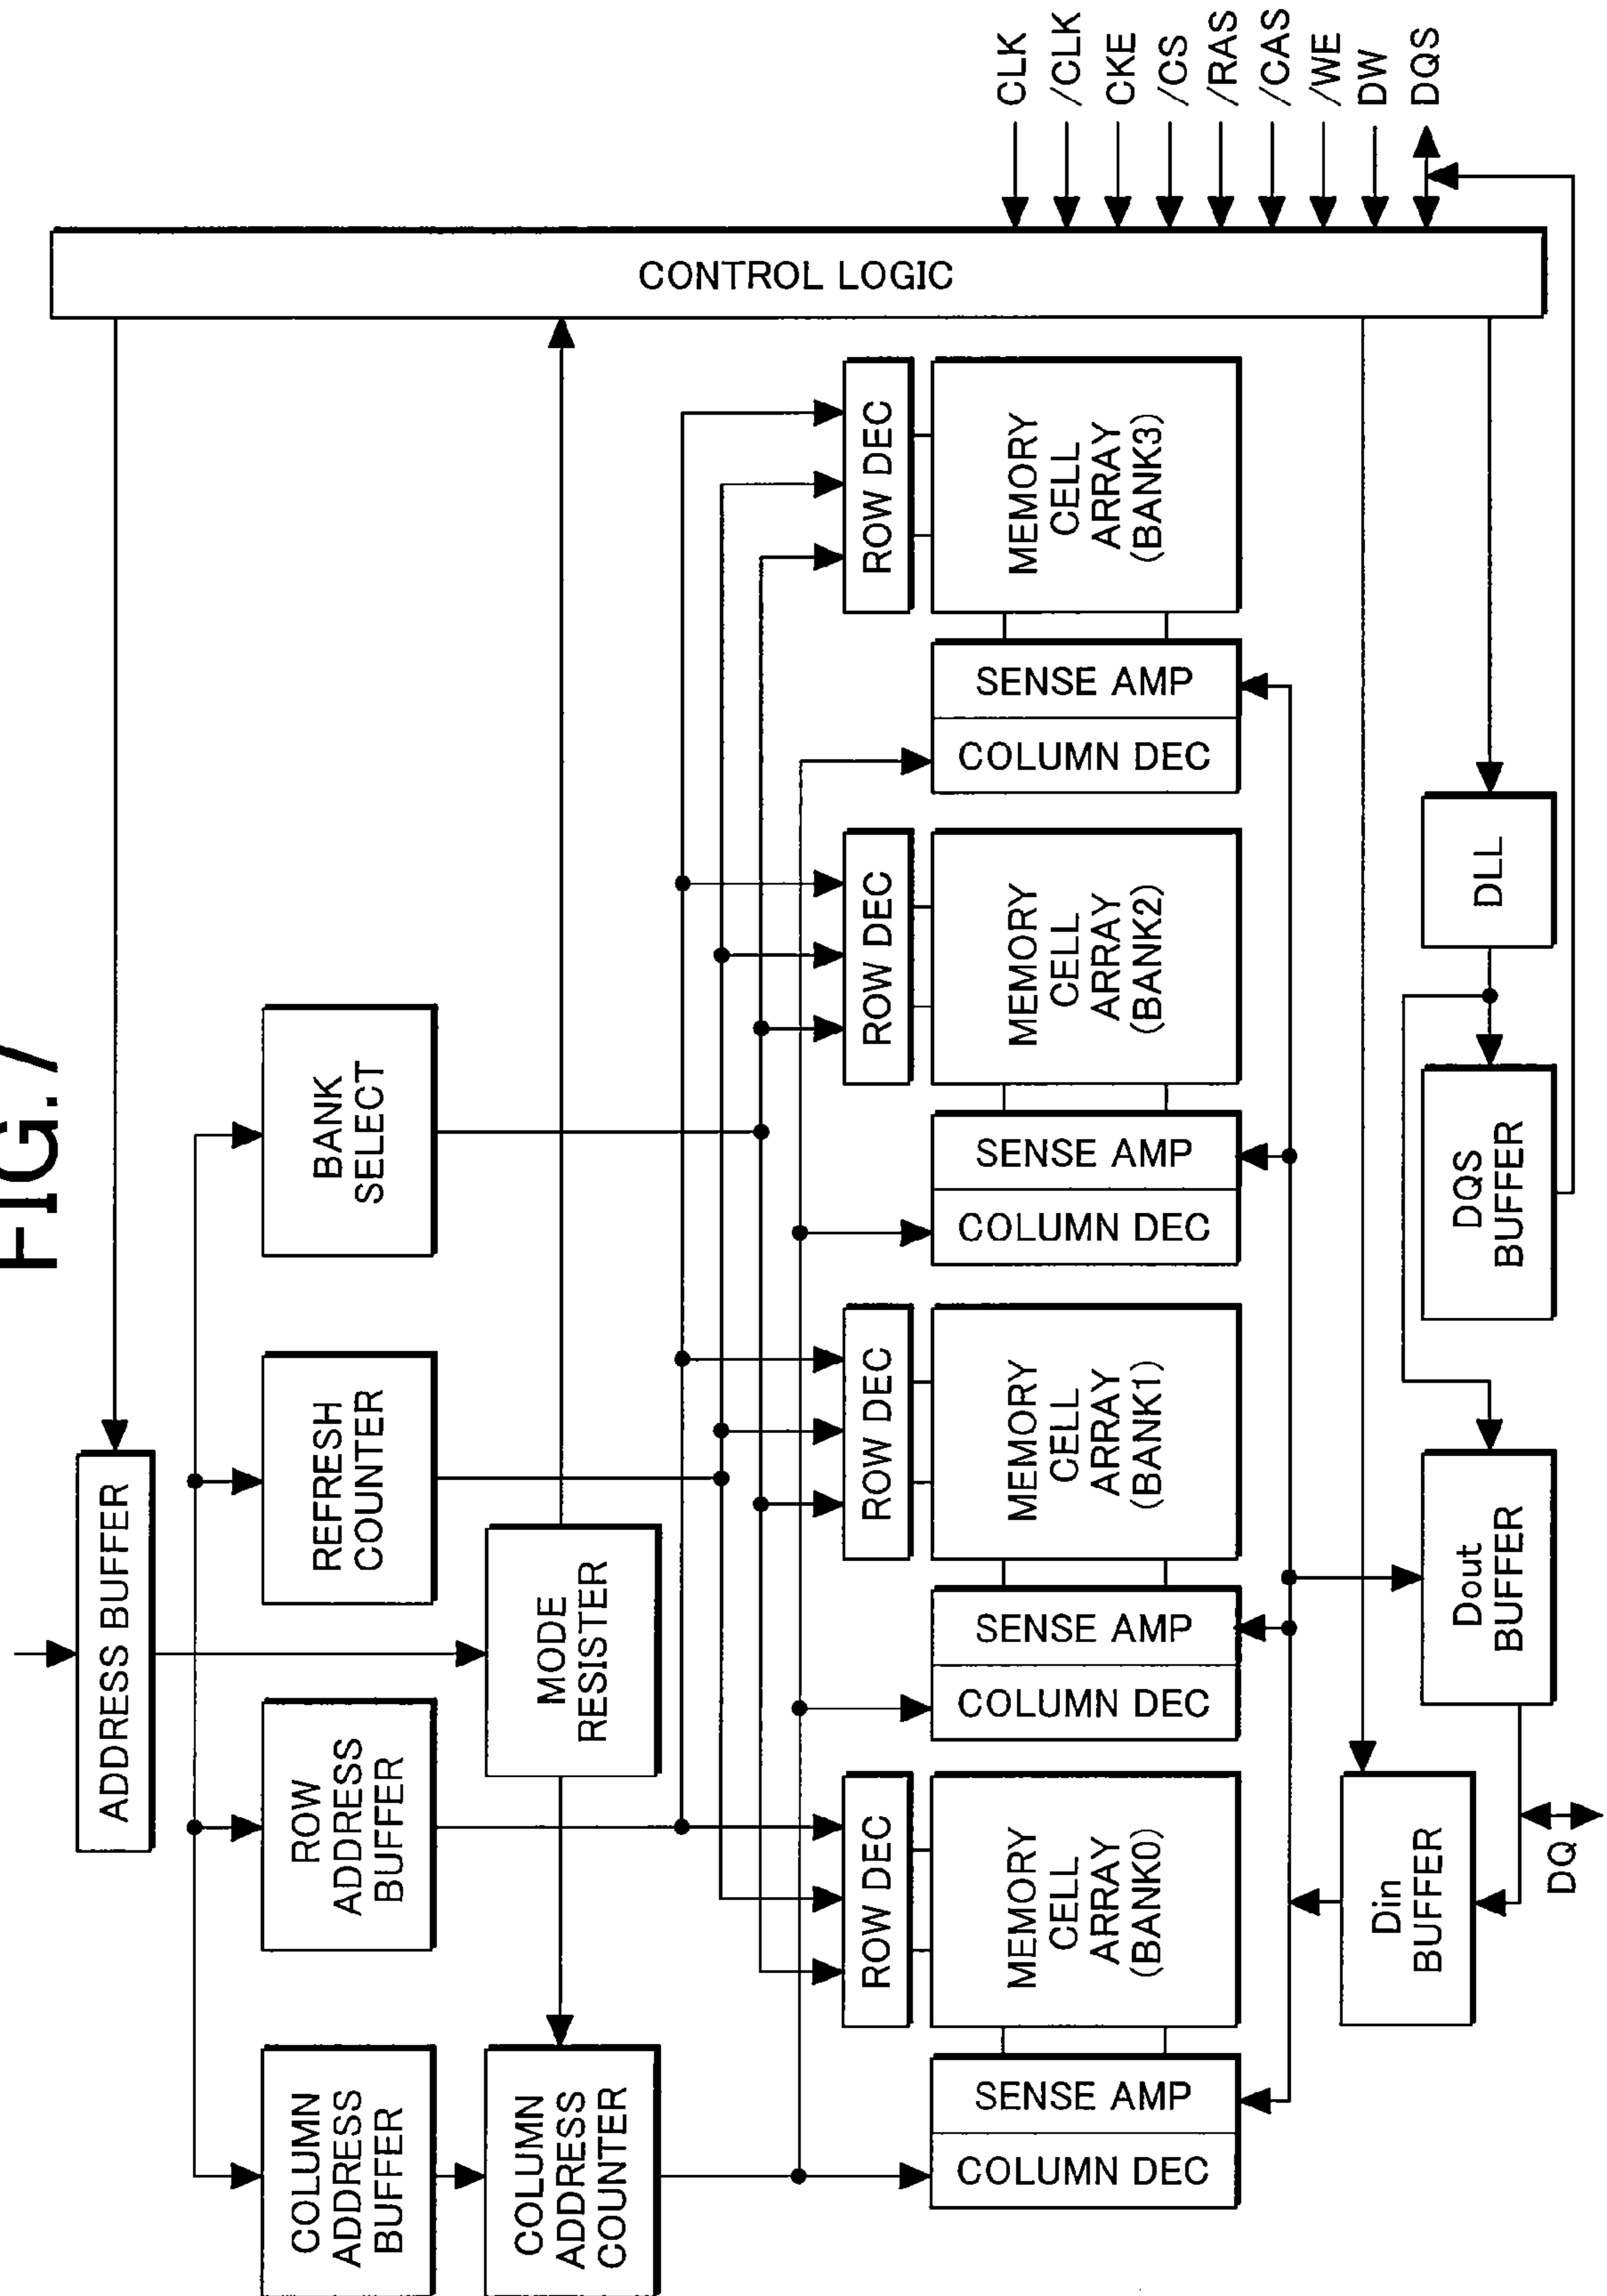 FIG. 7
ADDRESS BUFFER
COLUMN
ADDRESS
BUFFER
ROW
ADDRESS
BUFFER
REFRESH
COUNTER
BANK
SELECT
COLUMN
ADDRESS
COUNTER
MODE
RESISTER
CONTROL LOGIC
ROW DEC
ROW DEC
ROW DEC
ROW DEC
COLUMN DEC
SENSE AMP
MEMORY
CELL
ARRAY
(BANK0)
COLUMN DEC
SENSE AMP
MEMORY
CELL
ARRAY
(BANK1)
COLUMN DEC
SENSE AMP
MEMORY
CELL
ARRAY
(BANK2)
COLUMN DEC
SENSE AMP
MEMORY
CELL
ARRAY
(BANK3)
CLK
/CLK
CKE
/CS
/RAS
/CAS
/WE
DW
DQS
Din
BUFFER
Dout
BUFFER
DQS
BUFFER
DLL
DQ